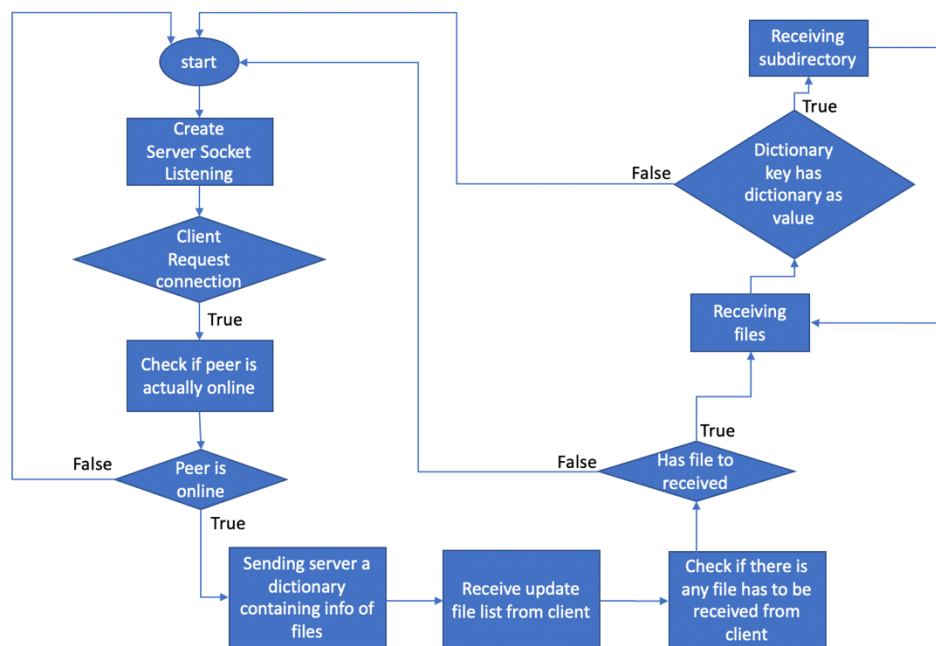 start
Create
Server Socket
Listening
Client
Request
connection
True
Check if peer is
actually online
False
Peer is
online
True
Sending server a
dictionary
containing info of
files
Receive update
file list from client
Check if there is
any file has to be
received from
client
False
Has file to
received
True
Receiving
files
False
Dictionary
key has
dictionary as
value
True
Receiving
subdirectory